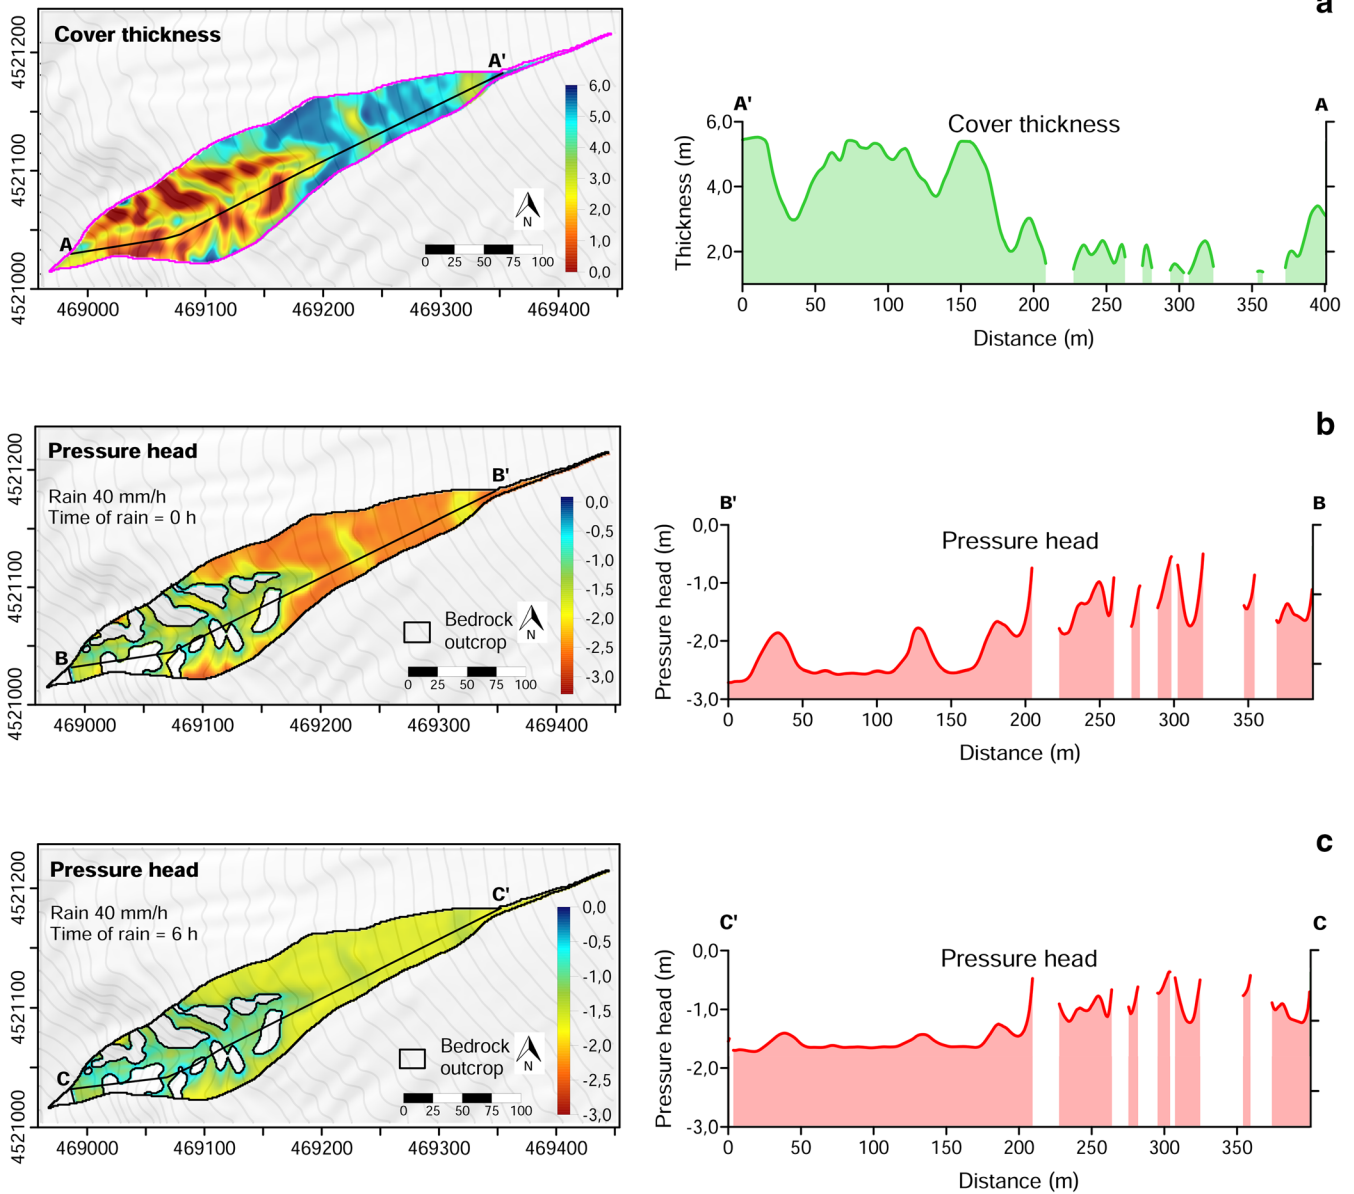 a
Cover thickness
4521200
4521100
4521000
A'
A
6,0
5,0
4,0
3,0
2,0
1,0
0,0
N
0 25 50 75 100
469000 469100 469200 469300 469400
A' A
Cover thickness
Thickness (m)
6,0
4,0
2,0
0 50 100 150 200 250 300 350 400
Distance (m)
b
Pressure head
Rain 40 mm/h
Time of rain = 0 h
4521200
4521100
4521000
B'
B
0,0
-0,5
-1,0
-1,5
-2,0
-2,5
-3,0
Bedrock
outcrop
N
0 25 50 75 100
469000 469100 469200 469300 469400
B' B
Pressure head
Pressure head (m)
0,0
-1,0
-2,0
-3,0
0 50 100 150 200 250 300 350
Distance (m)
c
Pressure head
Rain 40 mm/h
Time of rain = 6 h
4521200
4521100
4521000
C'
C
0,0
-0,5
-1,0
-1,5
-2,0
-2,5
-3,0
Bedrock
outcrop
N
0 25 50 75 100
469000 469100 469200 469300 469400
C' C
Pressure head
Pressure head (m)
0,0
-1,0
-2,0
-3,0
0 50 100 150 200 250 300 350
Distance (m)